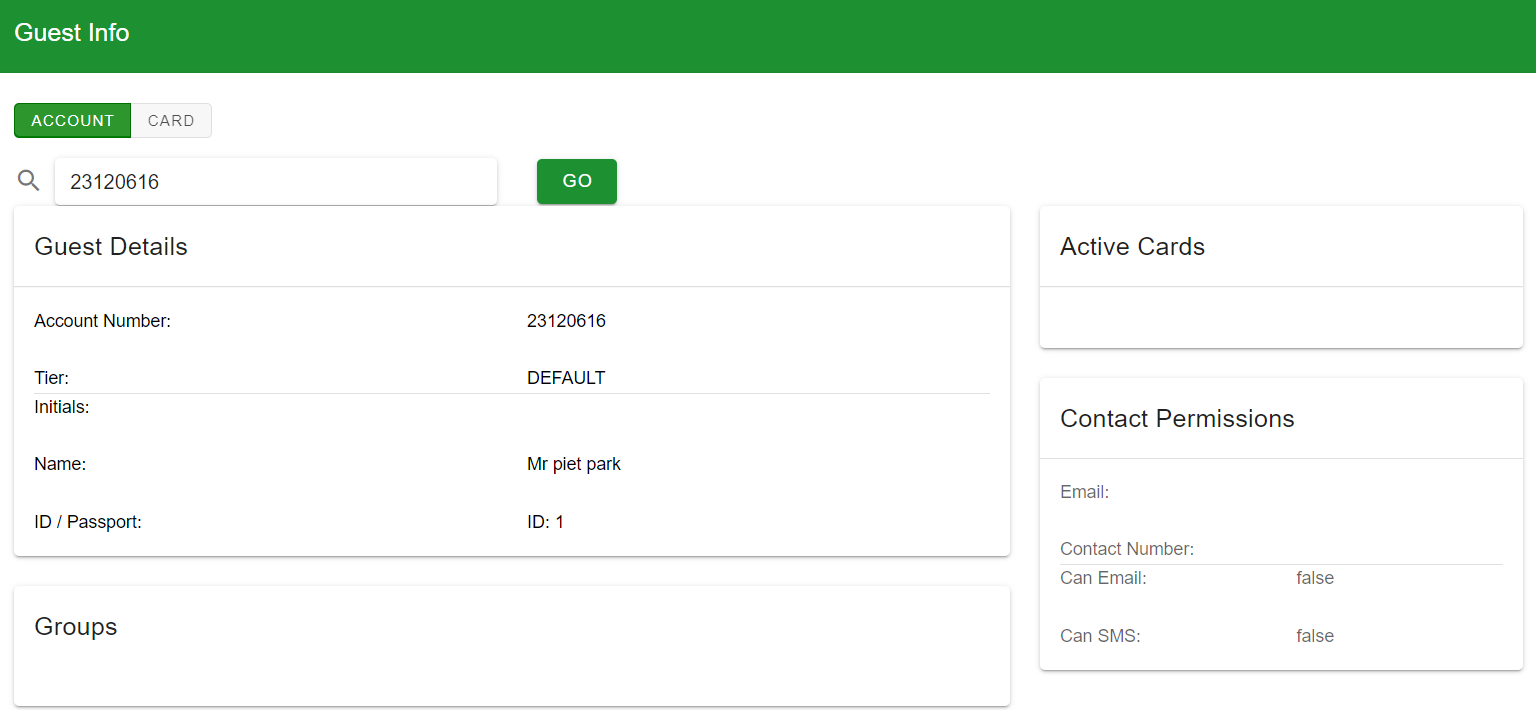 Guest Info
ACCOUNT CARD
23120616 GO
Guest Details
Account Number: 23120616
Tier: DEFAULT
Initials:
Name: Mr piet park
ID / Passport: ID: 1
Groups
Active Cards
Contact Permissions
Email:
Contact Number:
Can Email: false
Can SMS: false